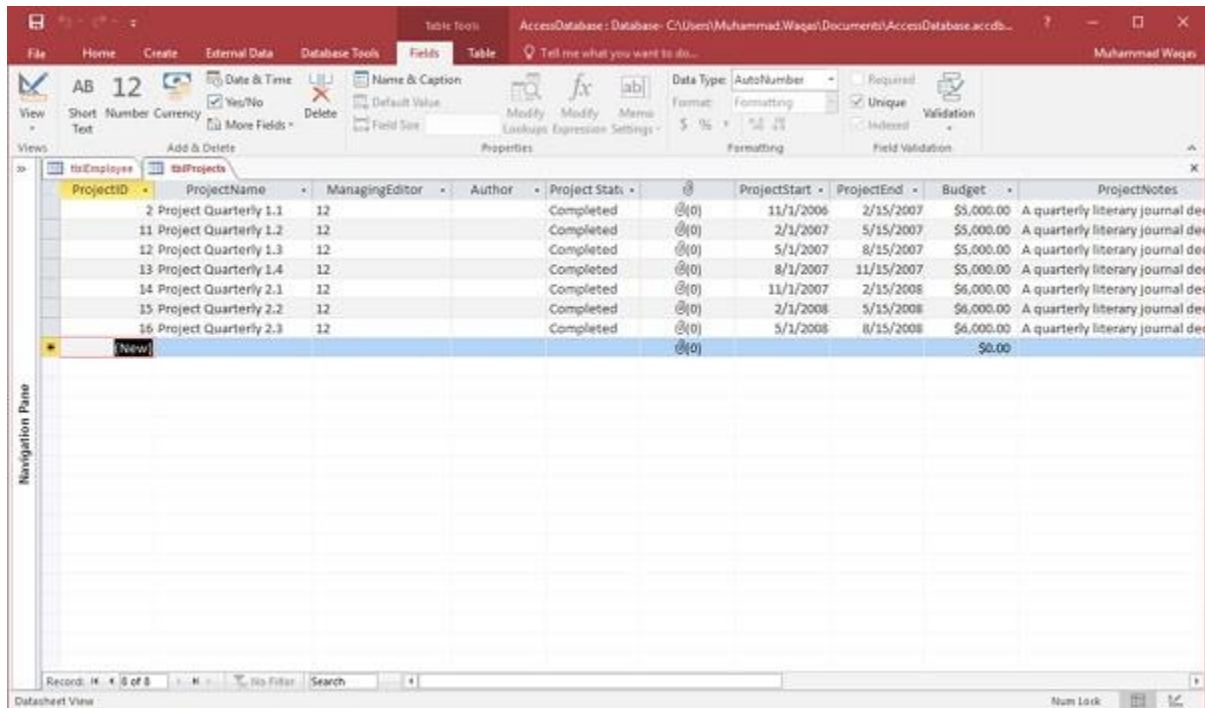 Table Tools AccessDatabase : Database- C:\Users\Muhammad.Waqas\Documents\AccessDatabase.accdb... ?
File Home Create External Data Database Tools Fields Table Tell me what you want to do... Muhammad Waqas
View
AB Short Text
12 Number
Currency
Date & Time
Yes/No
More Fields
Delete
Name & Caption
Default Value
Field Size
Modify Lookups
fx Modify Expression
ab| Memo Settings
Data Type: AutoNumber
Format: Formatting
$ %
Required
Unique
Indexed
Validation
Views Add & Delete Properties Formatting Field Validation
tblEmployee tblProjects
ProjectID ProjectName ManagingEditor Author Project Statu ProjectStart ProjectEnd Budget ProjectNotes
2 Project Quarterly 1.1 12 Completed (0) 11/1/2006 2/15/2007 $5,000.00 A quarterly literary journal de
11 Project Quarterly 1.2 12 Completed (0) 2/1/2007 5/15/2007 $5,000.00 A quarterly literary journal de
12 Project Quarterly 1.3 12 Completed (0) 5/1/2007 8/15/2007 $5,000.00 A quarterly literary journal de
13 Project Quarterly 1.4 12 Completed (0) 8/1/2007 11/15/2007 $5,000.00 A quarterly literary journal de
14 Project Quarterly 2.1 12 Completed (0) 11/1/2007 2/15/2008 $6,000.00 A quarterly literary journal de
15 Project Quarterly 2.2 12 Completed (0) 2/1/2008 5/15/2008 $6,000.00 A quarterly literary journal de
16 Project Quarterly 2.3 12 Completed (0) 5/1/2008 8/15/2008 $6,000.00 A quarterly literary journal de
(New) (0) $0.00
Navigation Pane
Record: 8 of 8 No Filter Search
Datasheet View Num Lock